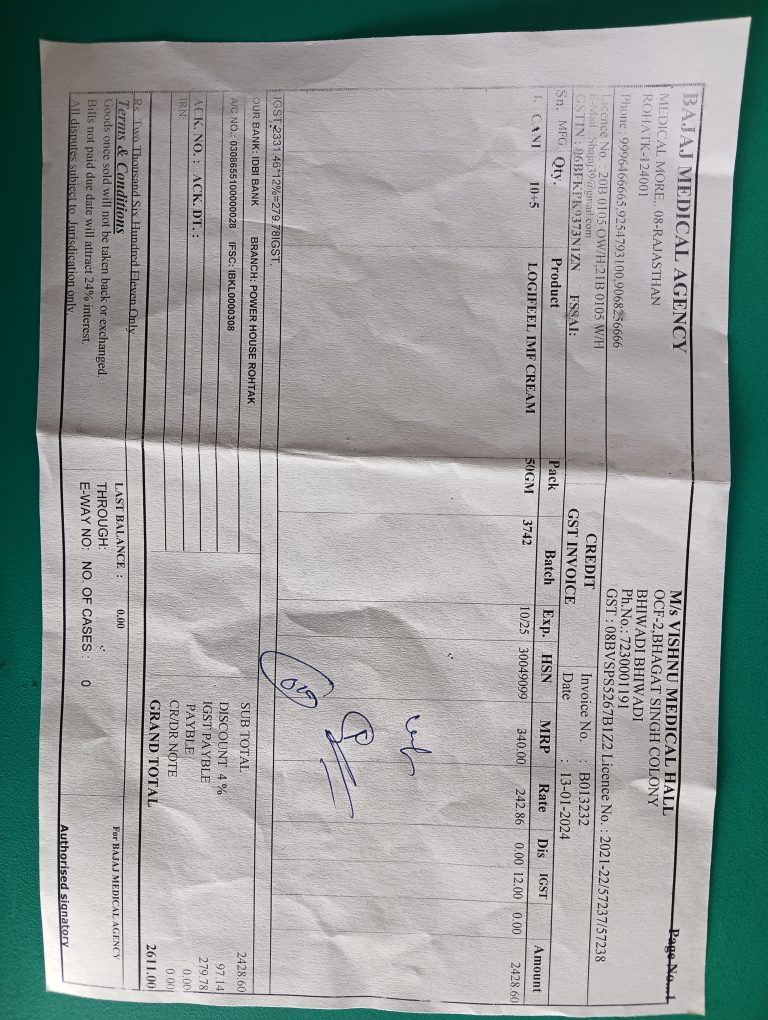 Page No...1
BAJAJ MEDICAL AGENCY
MEDICAL MORE,. 08-RAJASTHAN
ROHATK-124001
Phone : 9996466665,9254793100,9068256666
Licence No. : 20B 0105 OW/H;21B 0105 W/H
E-Mail : Sbajaj39@gmail.com
GSTIN : 06BFKPK9373N1ZN FSSAI:
M/s VISHNU MEDICAL HALL
OCF-2,BHAGAT SINGH COLONY
BHIWADI BHIWADI
Ph.No.: 7230001191
GST : 08BVSPS5267B1Z2 Licence No. : 2021-22/57237/57238
CREDIT
GST INVOICE
Invoice No. : B013232
Date : 13-01-2024
Sn. MFG Qty. Product Pack Batch Exp. HSN MRP Rate Dis IGST Amount
1. CANI 10+5 LOGIFEEL IMF CREAM 50GM 3742 10/25 30049099 340.00 242.86 0.00 12.00 0.00 2428.60
IGST 2331.46*12%=279.78IGST,
OUR BANK: IDBI BANK BRANCH: POWER HOUSE ROHTAK
A/C NO.: 0308655100000028 IFSC: IBKL0000308
ACK. NO. : ACK. DT. :
IRN
SUB TOTAL 2428.60
DISCOUNT 4 % 97.14
IGST PAYBLE 279.78
PAYBLE 0.00
CR/DR NOTE 0.00
GRAND TOTAL 2611.00
Rs. Two Thousand Six Hundred Eleven Only
Terms & Conditions
Goods once sold will not be taken back or exchanged.
Bills not paid due date will attract 24% interest.
All disputes subject to Jurisdication only.
LAST BALANCE : 0.00
THROUGH:
E-WAY NO: NO. OF CASES : 0
For BAJAJ MEDICAL AGENCY
Authorised signatory